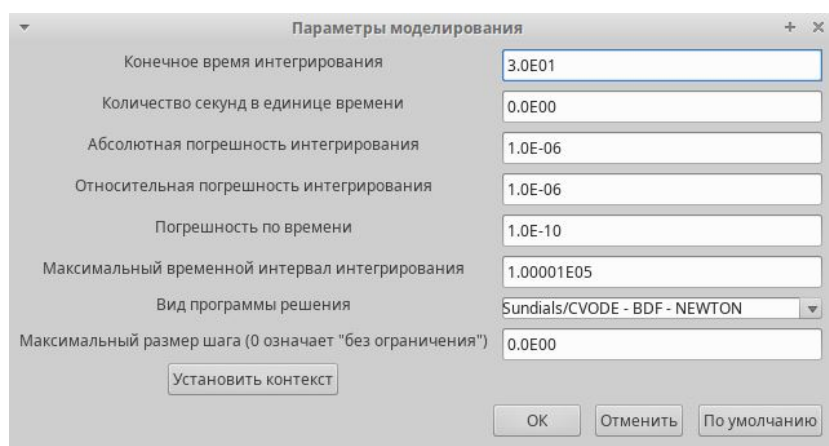 Параметры моделирования
Конечное время интегрирования 3.0E01
Количество секунд в единице времени 0.0E00
Абсолютная погрешность интегрирования 1.0E-06
Относительная погрешность интегрирования 1.0E-06
Погрешность по времени 1.0E-10
Максимальный временной интервал интегрирования 1.00001E05
Вид программы решения Sundials/CVODE - BDF - NEWTON
Максимальный размер шага (0 означает "без ограничения") 0.0E00
Установить контекст
ОК Отменить По умолчанию